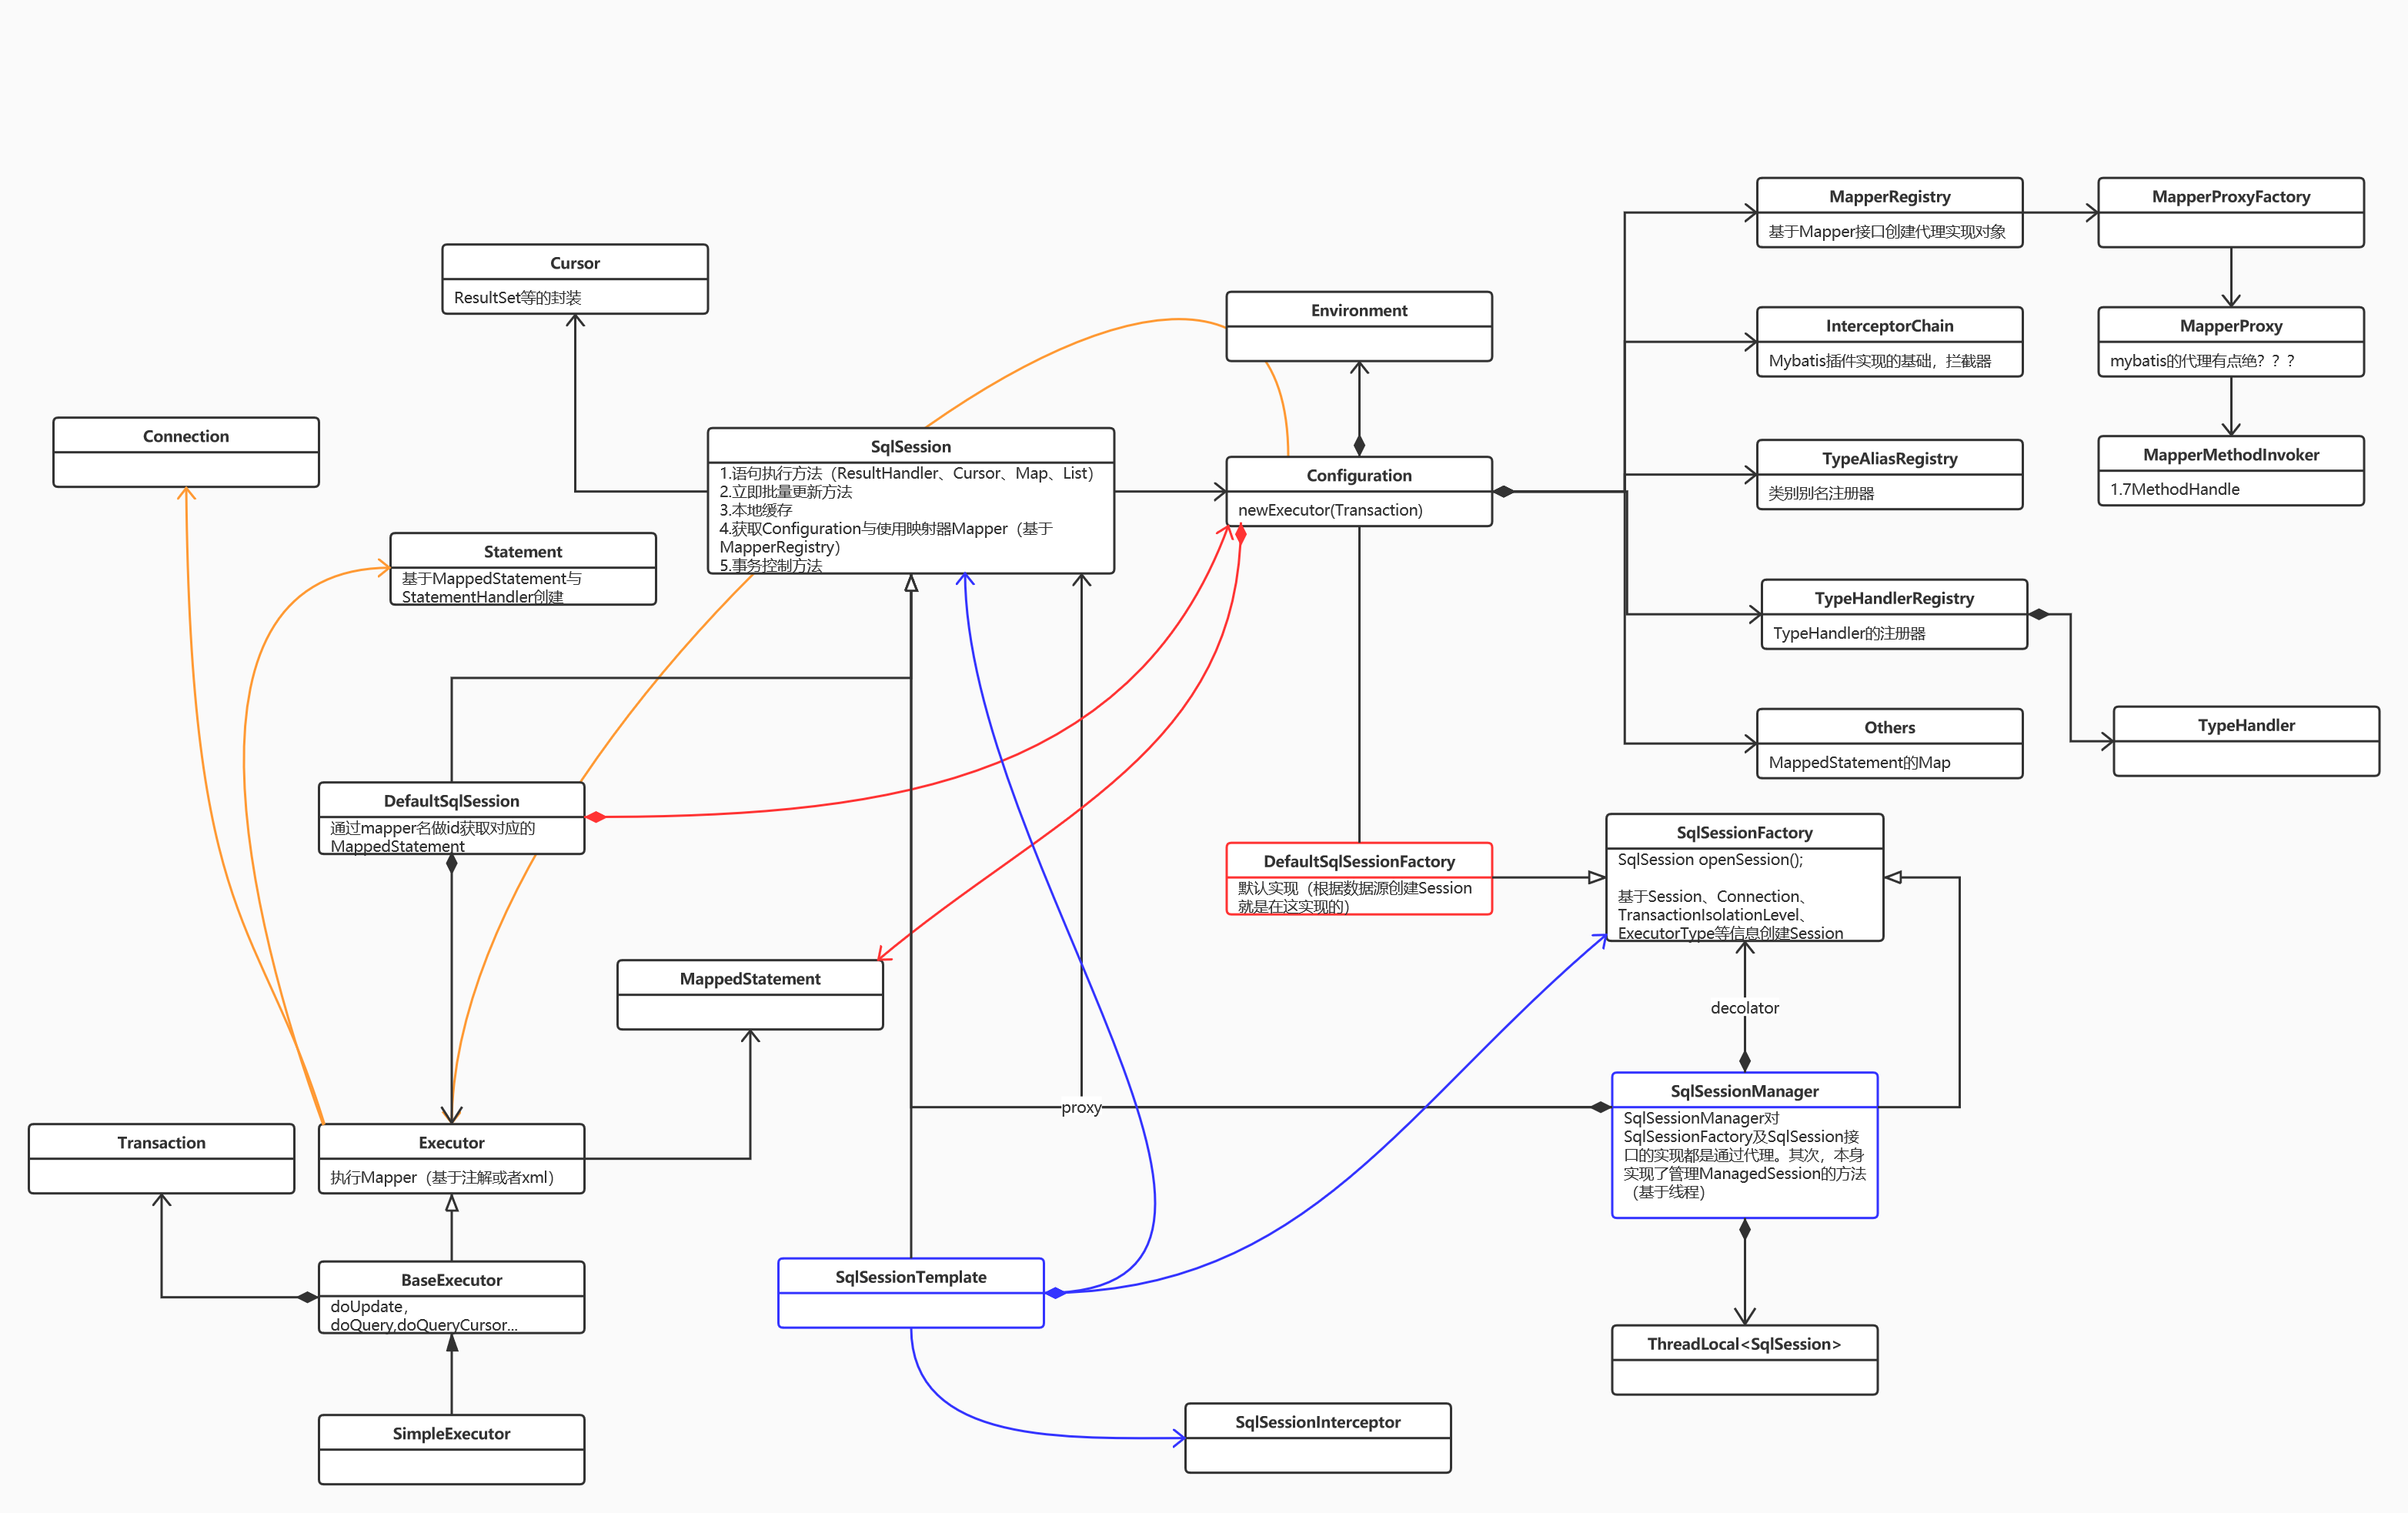 MapperRegistry
基于Mapper接口创建代理实现对象
MapperProxyFactory
Cursor
ResultSet等的封装
Environment
InterceptorChain
Mybatis插件实现的基础，拦截器
MapperProxy
mybatis的代理有点绝？？？
Connection
SqlSession
1.语句执行方法（ResultHandler、Cursor、Map、List）
2.立即批量更新方法
3.本地缓存
4.获取Configuration与使用映射器Mapper（基于
MapperRegistry）
5.事务控制方法
Configuration
newExecutor(Transaction)
TypeAliasRegistry
类别别名注册器
MapperMethodInvoker
1.7MethodHandle
Statement
基于MappedStatement与
StatementHandler创建
TypeHandlerRegistry
TypeHandler的注册器
Others
MappedStatement的Map
TypeHandler
DefaultSqlSession
通过mapper名做id获取对应的
MappedStatement
DefaultSqlSessionFactory
默认实现（根据数据源创建Session
就是在这实现的）
SqlSessionFactory
SqlSession openSession();
基于Session、Connection、
TransactionIsolationLevel、
ExecutorType等信息创建Session
MappedStatement
decolator
SqlSessionManager
SqlSessionManager对
SqlSessionFactory及SqlSession接
口的实现都是通过代理。其次，本身
实现了管理ManagedSession的方法
（基于线程）
proxy
Transaction
Executor
执行Mapper（基于注解或者xml）
BaseExecutor
doUpdate，
doQuery,doQueryCursor...
SqlSessionTemplate
ThreadLocal<SqlSession>
SimpleExecutor
SqlSessionInterceptor